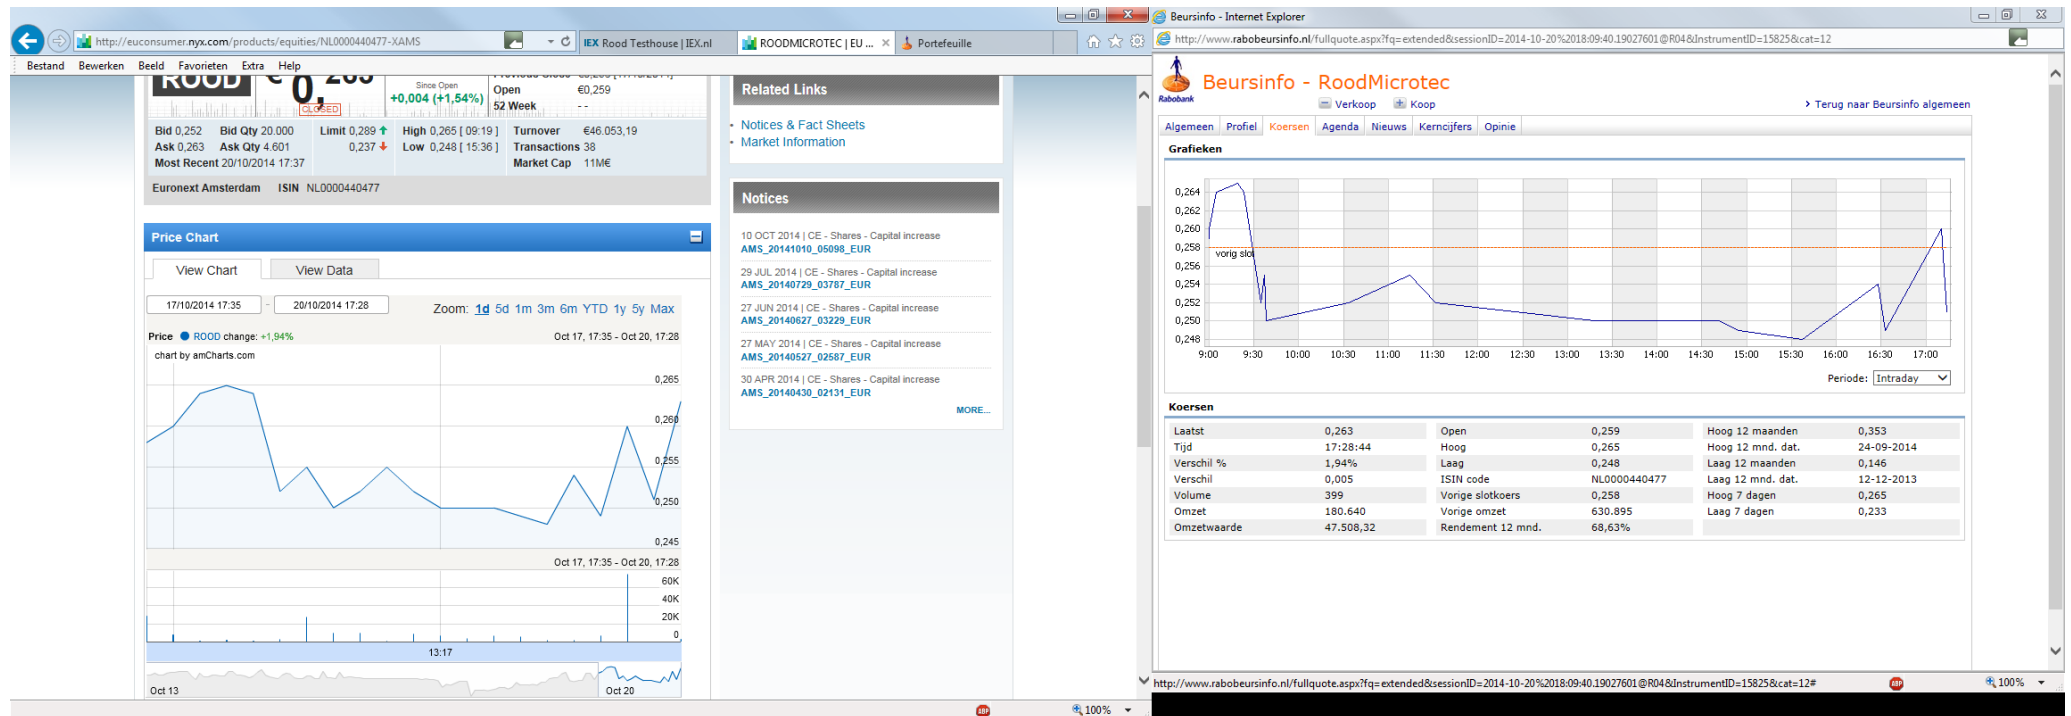 http://euconsumer.nyx.com/products/equities/NL0000440477-XAMS
IEX Rood Testhouse | IEX.nl
ROODMICROTEC | EU ...
Portefeuille
Bestand Bewerken Beeld Favorieten Extra Help
ROOD
€ 0,263
CLOSED
Since Open
+0,004 (+1,54%)
Open €0,259
52 Week - -
Bid 0,252 Bid Qty 20.000 Limit 0,289 High 0,265 [ 09:19 ] Turnover €46.053,19
Ask 0,263 Ask Qty 4.601 0,237 Low 0,248 [ 15:36 ] Transactions 38
Most Recent 20/10/2014 17:37 Market Cap 11M€
Euronext Amsterdam ISIN NL0000440477
Price Chart
View Chart View Data
17/10/2014 17:35 - 20/10/2014 17:28 Zoom: 1d 5d 1m 3m 6m YTD 1y 5y Max
Price ROOD change: +1,94% Oct 17, 17:35 - Oct 20, 17:28
chart by amCharts.com
0,265
0,260
0,255
0,250
0,245
Oct 17, 17:35 - Oct 20, 17:28
60K
40K
20K
0
13:17
Oct 13 Oct 20
Related Links
Notices & Fact Sheets
Market Information
Notices
10 OCT 2014 | CE - Shares - Capital increase
AMS_20141010_05098_EUR
29 JUL 2014 | CE - Shares - Capital increase
AMS_20140729_03787_EUR
27 JUN 2014 | CE - Shares - Capital increase
AMS_20140627_03229_EUR
27 MAY 2014 | CE - Shares - Capital increase
AMS_20140527_02587_EUR
30 APR 2014 | CE - Shares - Capital increase
AMS_20140430_02131_EUR
MORE...
ABP 100%
Beursinfo - Internet Explorer
http://www.rabobeursinfo.nl/fullquote.aspx?fq=extended&sessionID=2014-10-20%2018:09:40.19027601@R04&InstrumentID=15825&cat=12
Rabobank
Beursinfo - RoodMicrotec
Verkoop Koop
Terug naar Beursinfo algemeen
Algemeen Profiel Koersen Agenda Nieuws Kerncijfers Opinie
Grafieken
0,264
0,262
0,260
0,258
vorig slot
0,256
0,254
0,252
0,250
0,248
9:00 9:30 10:00 10:30 11:00 11:30 12:00 12:30 13:00 13:30 14:00 14:30 15:00 15:30 16:00 16:30 17:00
Periode: Intraday
Koersen
Laatst 0,263 Open 0,259 Hoog 12 maanden 0,353
Tijd 17:28:44 Hoog 0,265 Hoog 12 mnd. dat. 24-09-2014
Verschil % 1,94% Laag 0,248 Laag 12 maanden 0,146
Verschil 0,005 ISIN code NL0000440477 Laag 12 mnd. dat. 12-12-2013
Volume 399 Vorige slotkoers 0,258 Hoog 7 dagen 0,265
Omzet 180.640 Vorige omzet 630.895 Laag 7 dagen 0,233
Omzetwaarde 47.508,32 Rendement 12 mnd. 68,63%
http://www.rabobeursinfo.nl/fullquote.aspx?fq=extended&sessionID=2014-10-20%2018:09:40.19027601@R04&InstrumentID=15825&cat=12#
ABP 100%